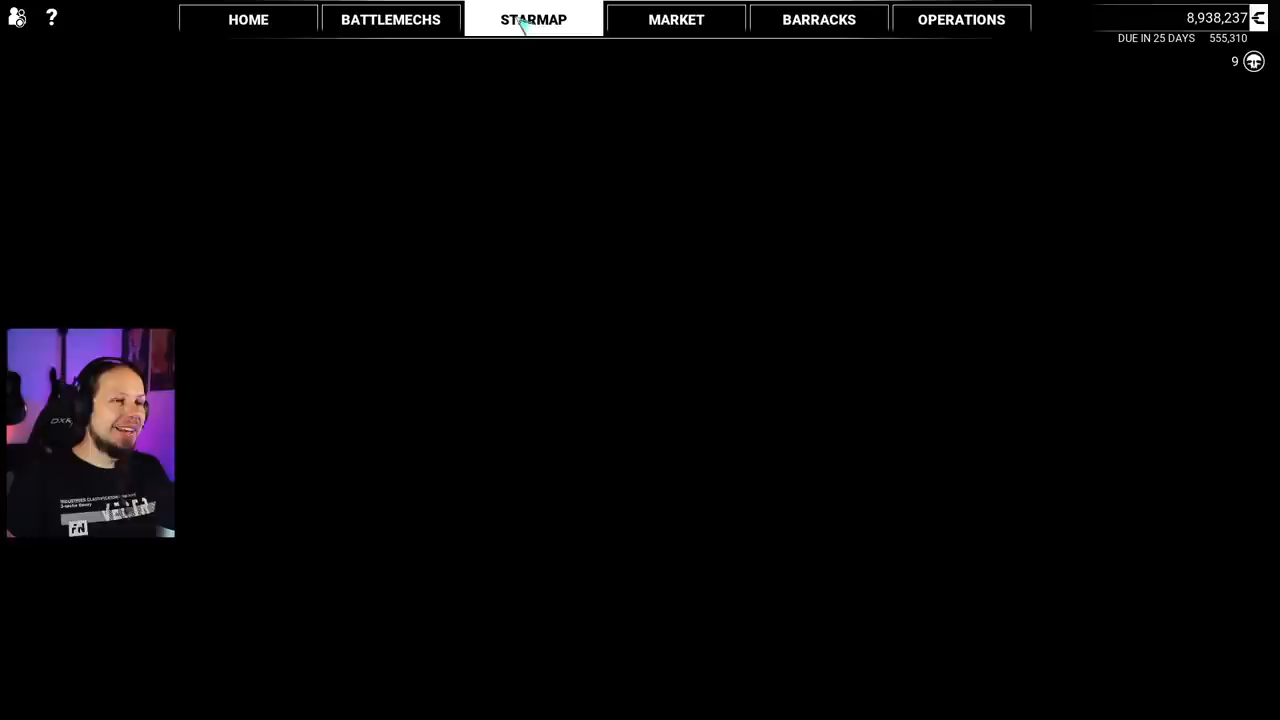 ?
HOME
BATTLEMECHS
STARMAP
MARKET
BARRACKS
OPERATIONS
8,938,237
DUE IN 25 DAYS 555,310
9